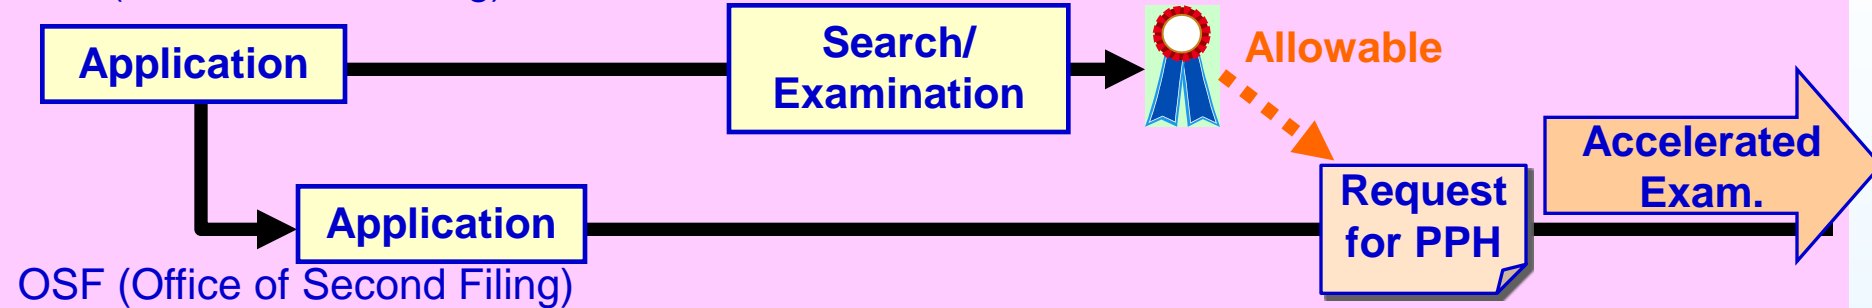 Application
Search/
Examination
Allowable
Accelerated
Exam.
Request
for PPH
Application
OSF (Office of Second Filing)